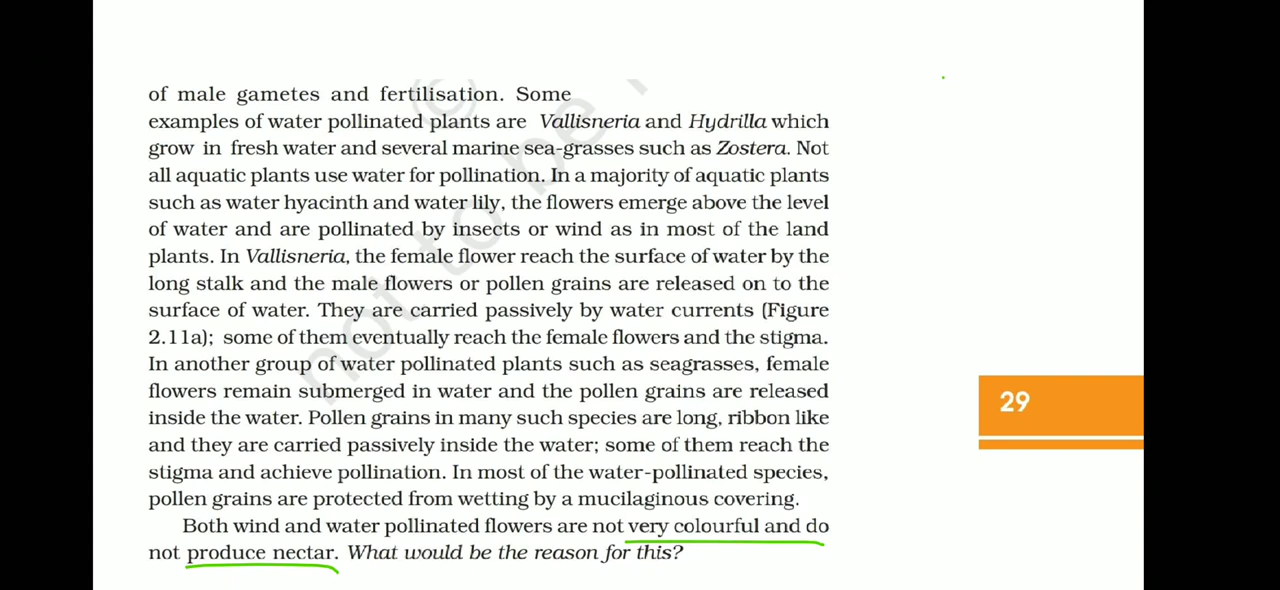 of male gametes and fertilisation. Some
examples of water pollinated plants are Vallisneria and Hydrilla which
grow in fresh water and several marine sea-grasses such as Zostera. Not
all aquatic plants use water for pollination. In a majority of aquatic plants
such as water hyacinth and water lily, the flowers emerge above the level
of water and are pollinated by insects or wind as in most of the land
plants. In Vallisneria, the female flower reach the surface of water by the
long stalk and the male flowers or pollen grains are released on to the
surface of water. They are carried passively by water currents (Figure
2.11a); some of them eventually reach the female flowers and the stigma.
In another group of water pollinated plants such as seagrasses, female
flowers remain submerged in water and the pollen grains are released
inside the water. Pollen grains in many such species are long, ribbon like
and they are carried passively inside the water; some of them reach the
stigma and achieve pollination. In most of the water-pollinated species,
pollen grains are protected from wetting by a mucilaginous covering.
Both wind and water pollinated flowers are not very colourful and do
not produce nectar. What would be the reason for this?
29
© not to be